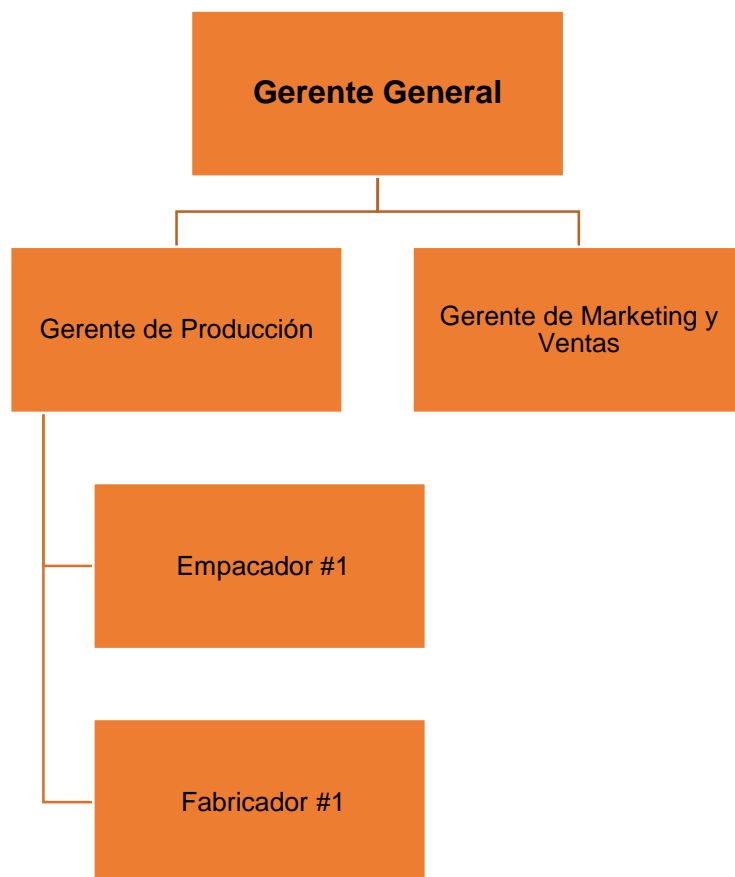 Gerente General
Gerente de Producción
Gerente de Marketing y
Ventas
Empacador #1
Fabricador #1